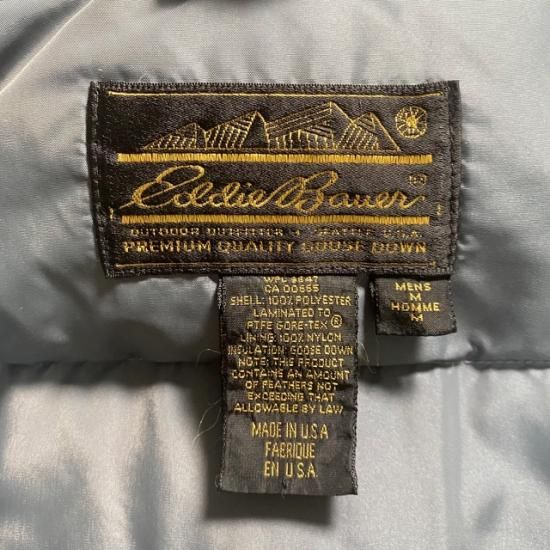 Eddie Bauer
OUTDOOR OUTFITTER • SEATTLE, U.S.A.
PREMIUM QUALITY GOOSE DOWN
MENS
M
HOMME
M
WPL 3647
CA 00665
SHELL: 100% POLYESTER
LAMINATED TO
PTFE GORE-TEX®
LINING: 100% NYLON
INSULATION: GOOSE DOWN
NOTE: THIS PRODUCT
CONTAINS AN AMOUNT
OF FEATHERS NOT
EXCEEDING THAT
ALLOWABLE BY LAW
MADE IN U.S.A
FABRIQUE
EN U.S.A.